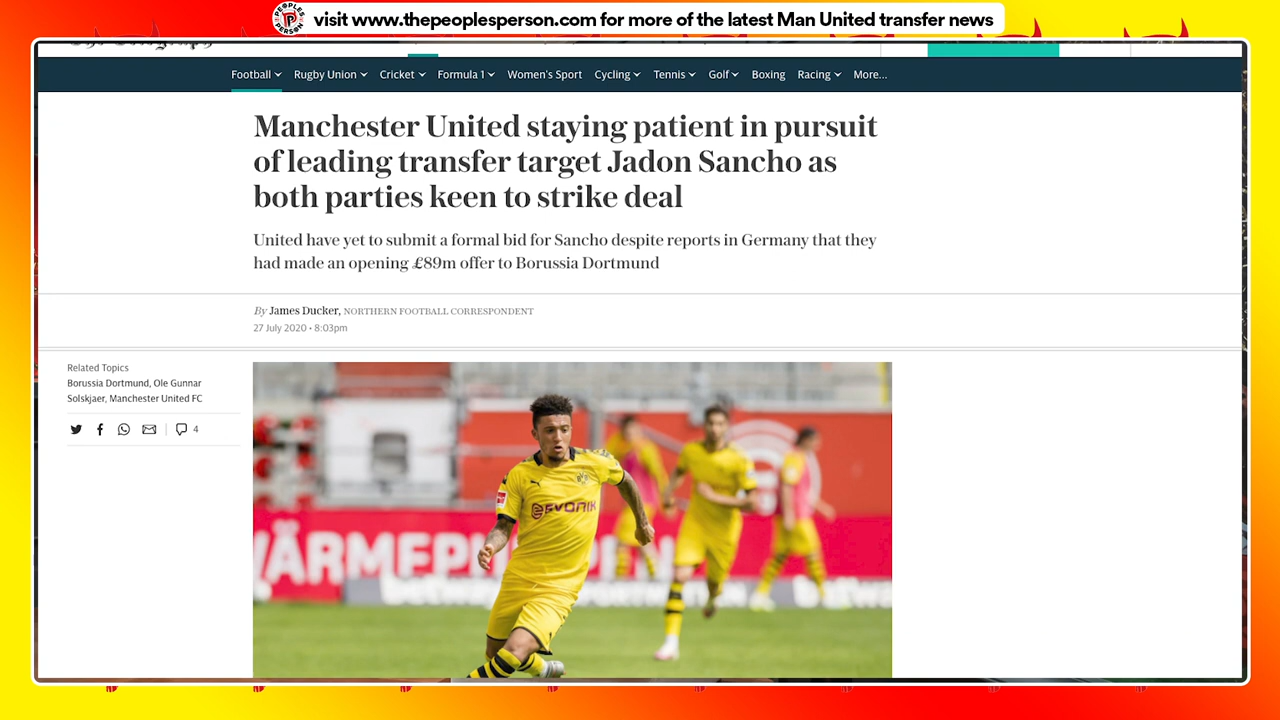 PEOPLES PERSON
visit www.thepeoplesperson.com for more of the latest Man United transfer news
The Telegraph
Football Rugby Union Cricket Formula 1 Women's Sport Cycling Tennis Golf Boxing Racing More...
Manchester United staying patient in pursuit
of leading transfer target Jadon Sancho as
both parties keen to strike deal
United have yet to submit a formal bid for Sancho despite reports in Germany that they
had made an opening £89m offer to Borussia Dortmund
By James Ducker, NORTHERN FOOTBALL CORRESPONDENT
27 July 2020 • 8:03pm
Related Topics
Borussia Dortmund, Ole Gunnar
Solskjaer, Manchester United FC
4
EVONIK